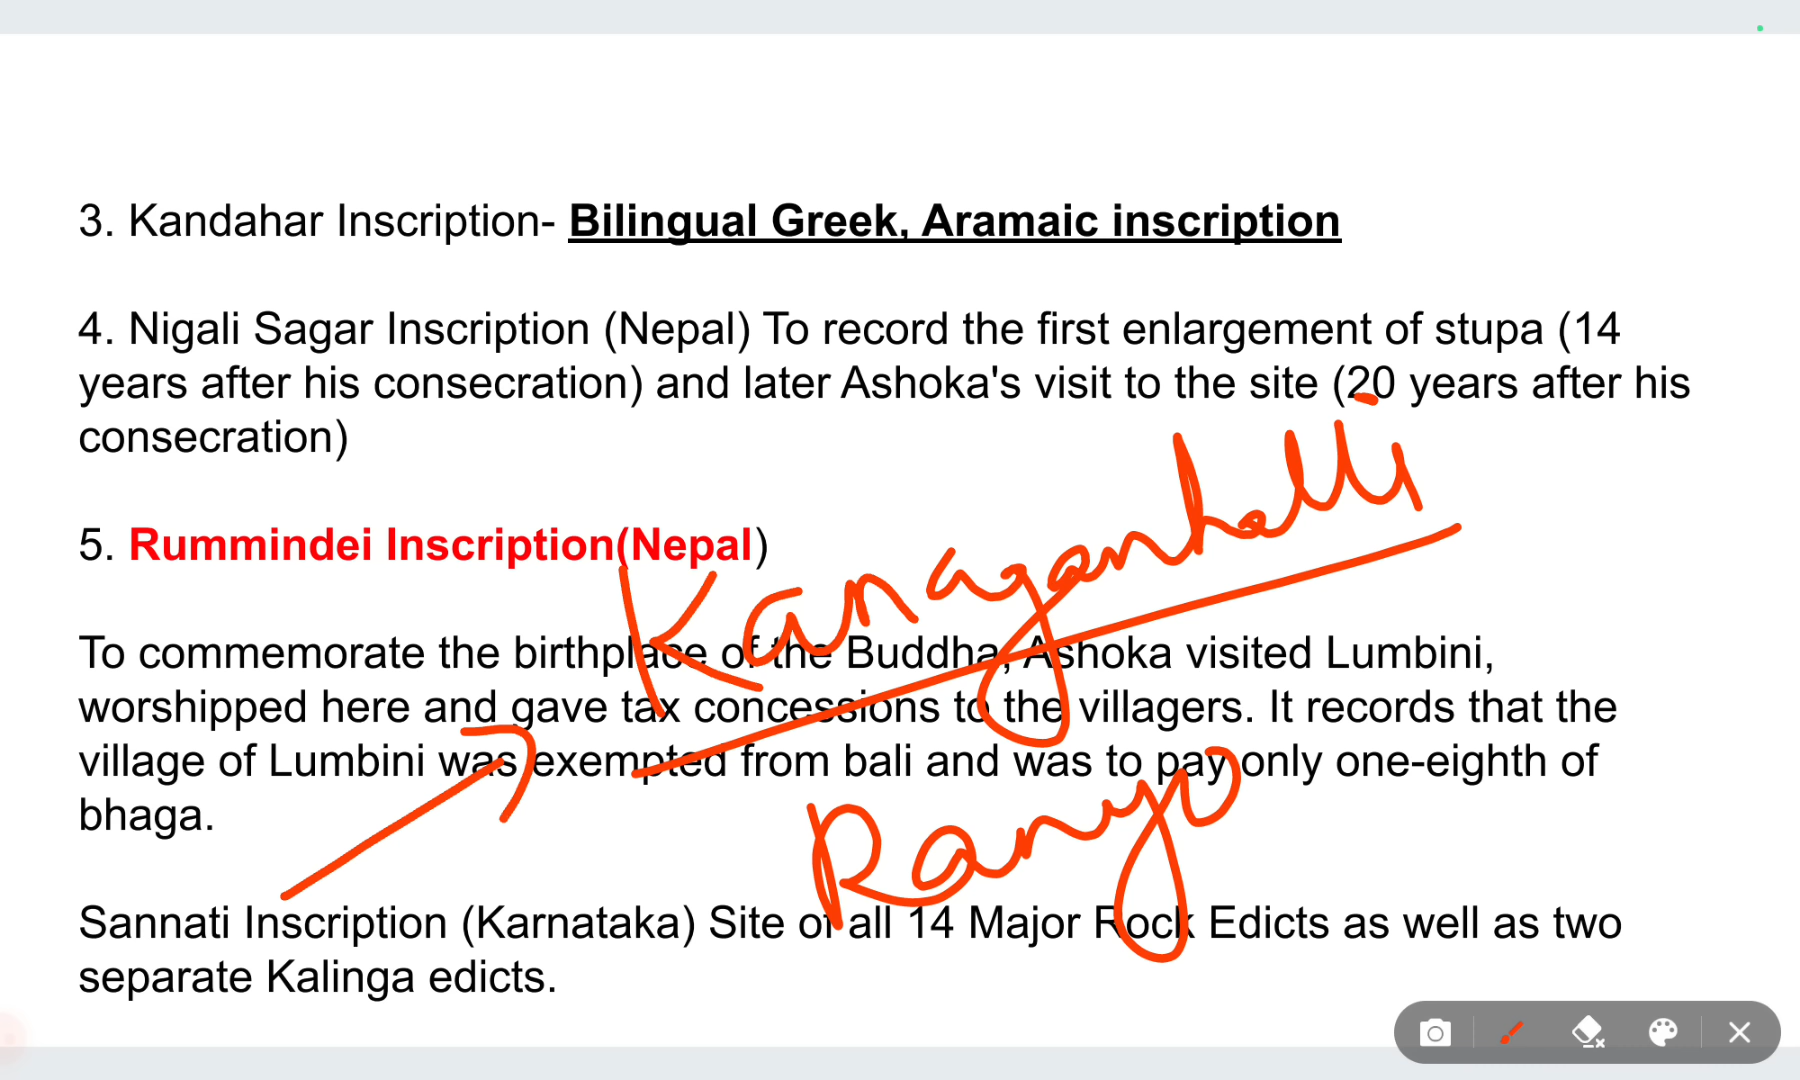 3. Kandahar Inscription- Bilingual Greek, Aramaic inscription
4. Nigali Sagar Inscription (Nepal) To record the first enlargement of stupa (14
years after his consecration) and later Ashoka's visit to the site (20 years after his
consecration)
Kanaganhalli
5. Rummindei Inscription(Nepal)
To commemorate the birthplace of the Buddha, Ashoka visited Lumbini,
worshipped here and gave tax concessions to the villagers. It records that the
village of Lumbini was exempted from bali and was to pay only one-eighth of
bhaga.
Ranyo
Sannati Inscription (Karnataka) Site of all 14 Major Rock Edicts as well as two
separate Kalinga edicts.